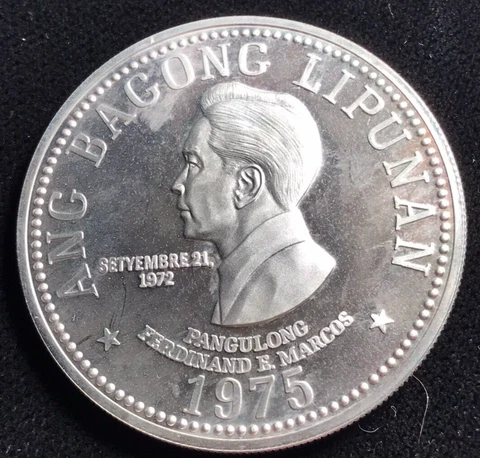 ANG BAGONG LIPUNAN
SETYEMBRE 21,
1972
PANGULONG
FERDINAND E. MARCOS
1975